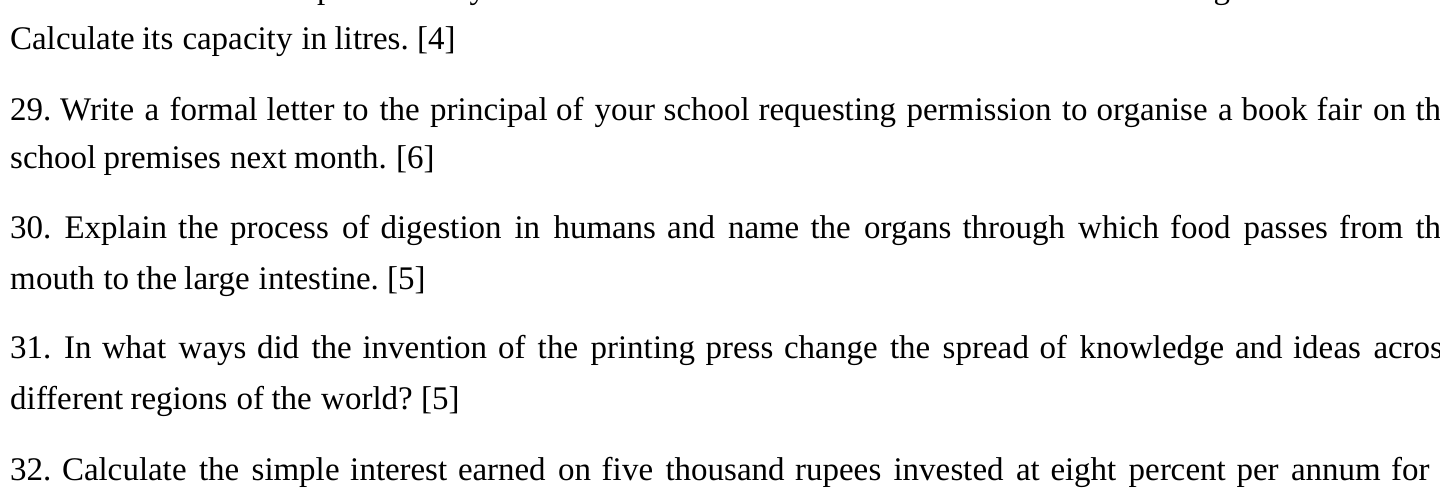 Calculate its capacity in litres. [4]
29. Write a formal letter to the principal of your school requesting permission to organise a book fair on th
school premises next month. [6]
30. Explain the process of digestion in humans and name the organs through which food passes from th
mouth to the large intestine. [5]
31. In what ways did the invention of the printing press change the spread of knowledge and ideas acros
different regions of the world? [5]
32. Calculate the simple interest earned on five thousand rupees invested at eight percent per annum for